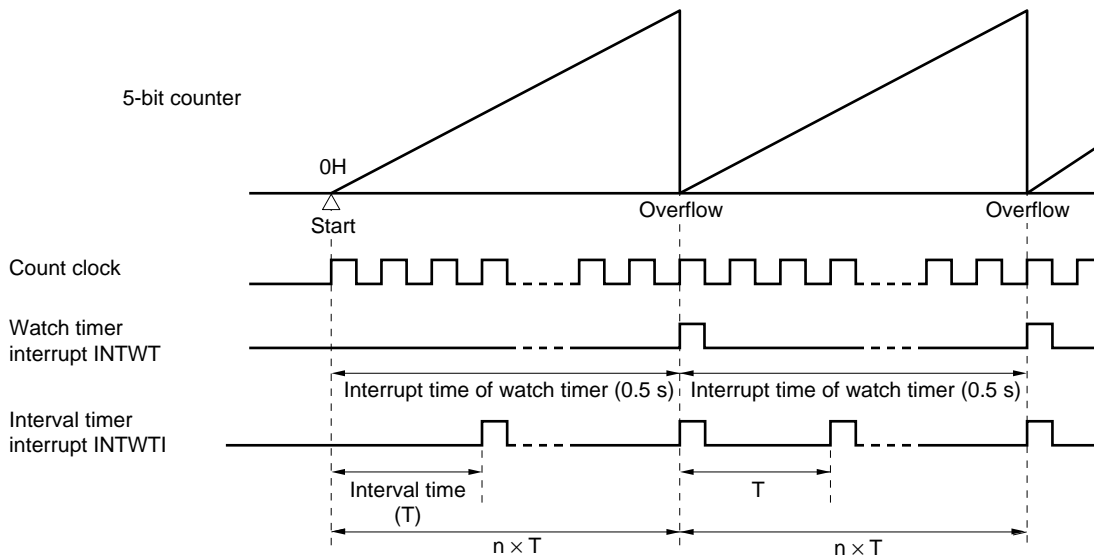 5-bit counter
0H
Start
Overflow
Overflow
Count clock
Watch timer
interrupt INTWT
Interrupt time of watch timer (0.5 s)
Interrupt time of watch timer (0.5 s)
Interval timer
interrupt INTWTI
Interval time
(T)
T
n × T
n × T